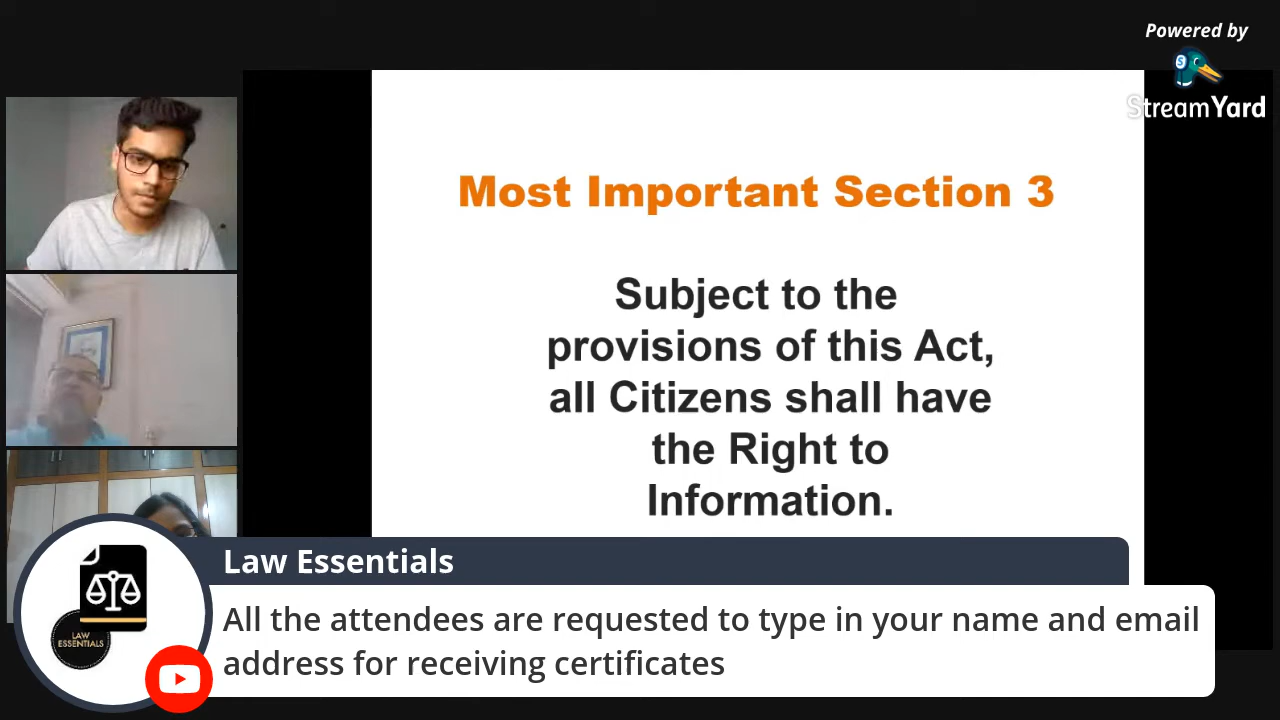 Powered by
StreamYard
Most Important Section 3
Subject to the
provisions of this Act,
all Citizens shall have
the Right to
Information.
Law Essentials
All the attendees are requested to type in your name and email
address for receiving certificates
LAW
ESSENTIALS